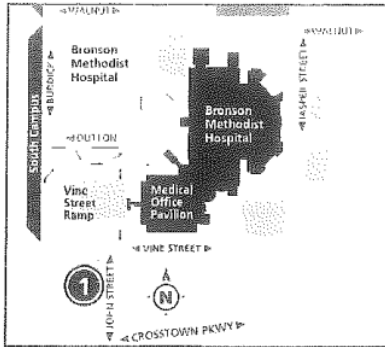 WALNUT
Bronson
Methodist
Hospital
WALNUT
BURDICK
JASPER STREET
South Campus
Bronson
Methodist
Hospital
DUTTON
Vine
Street
Ramp
Medical
Office
Pavilion
VINE STREET
1
JOHN STREET
N
CROSSTOWN PKWY